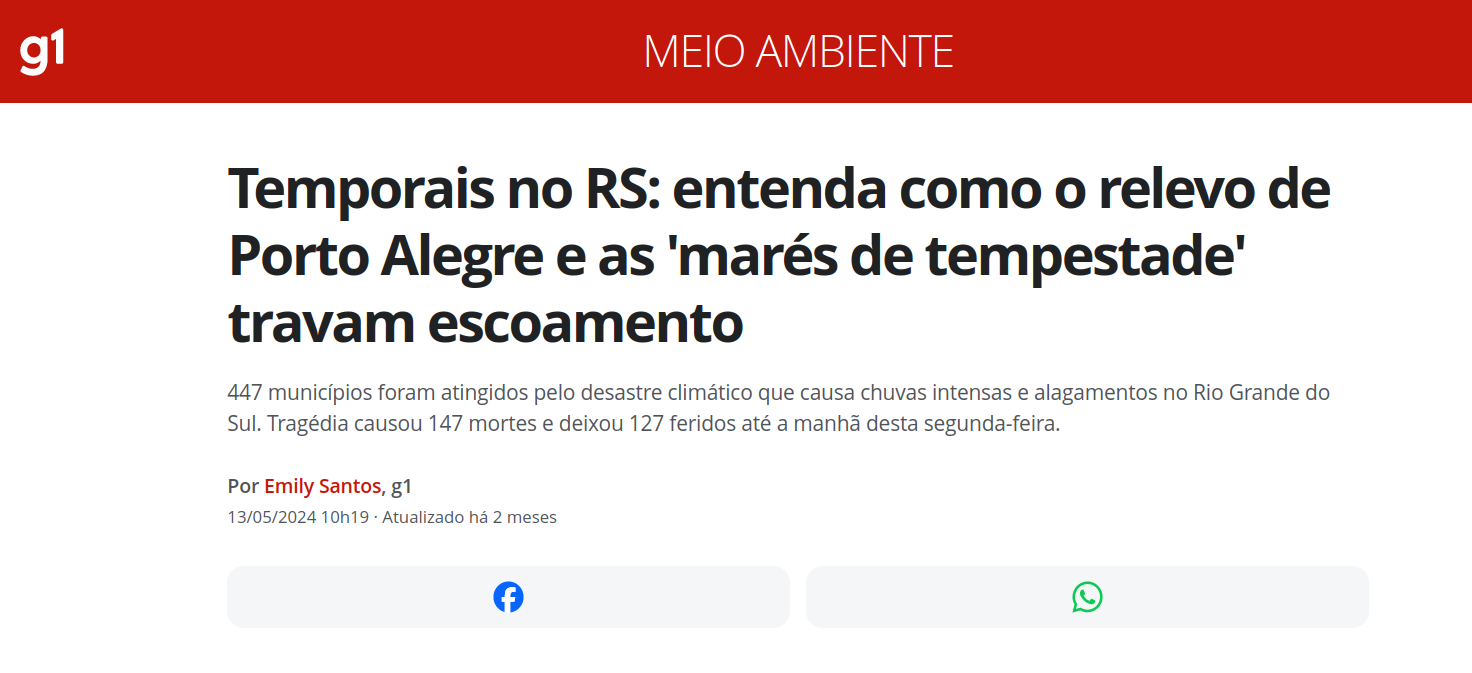 g1
MEIO AMBIENTE
Temporais no RS: entenda como o relevo de
Porto Alegre e as 'marés de tempestade'
travam escoamento
447 municípios foram atingidos pelo desastre climático que causa chuvas intensas e alagamentos no Rio Grande do
Sul. Tragédia causou 147 mortes e deixou 127 feridos até a manhã desta segunda-feira.
Por Emily Santos, g1
13/05/2024 10h19 · Atualizado há 2 meses